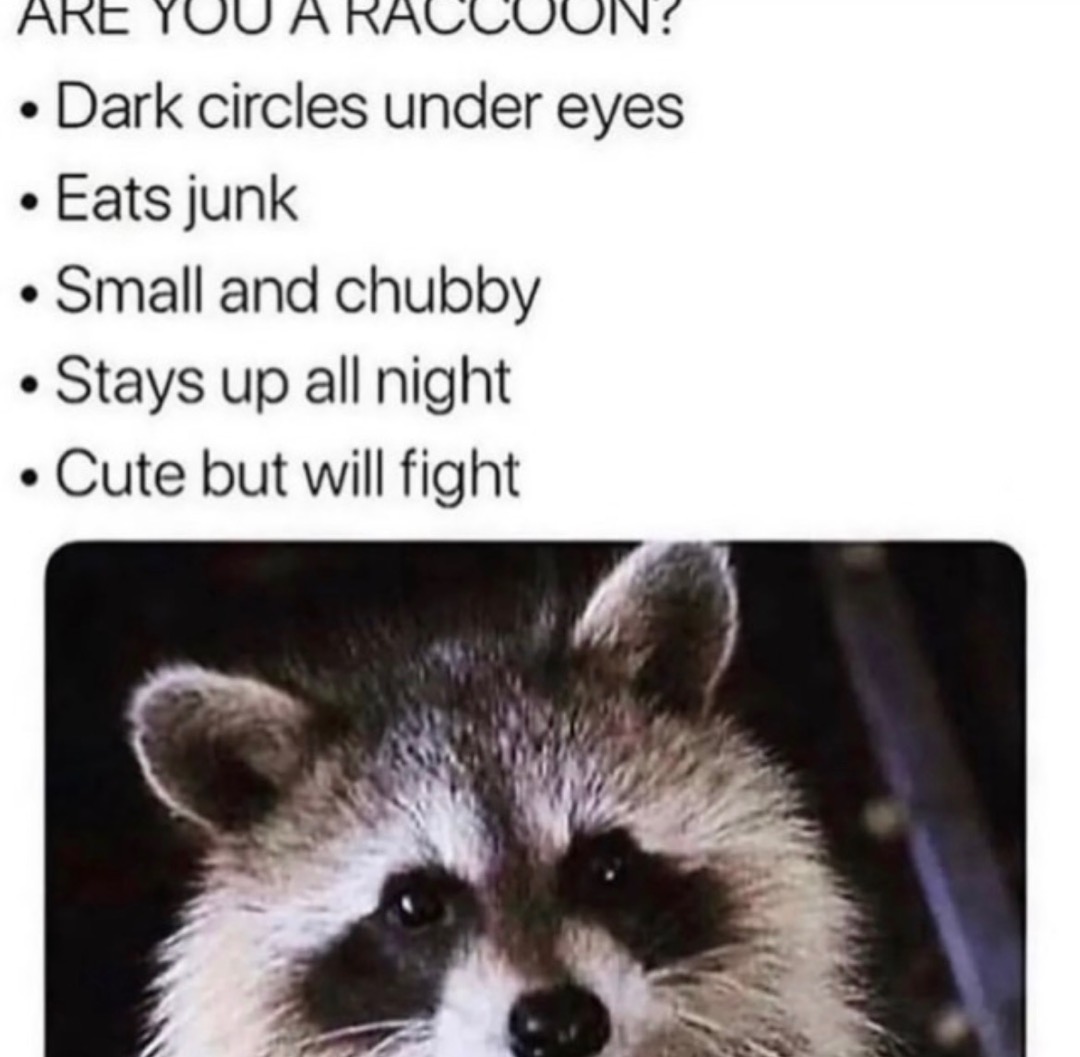 ARE YOU A RACCOON?
• Dark circles under eyes
• Eats junk
• Small and chubby
• Stays up all night
• Cute but will fight